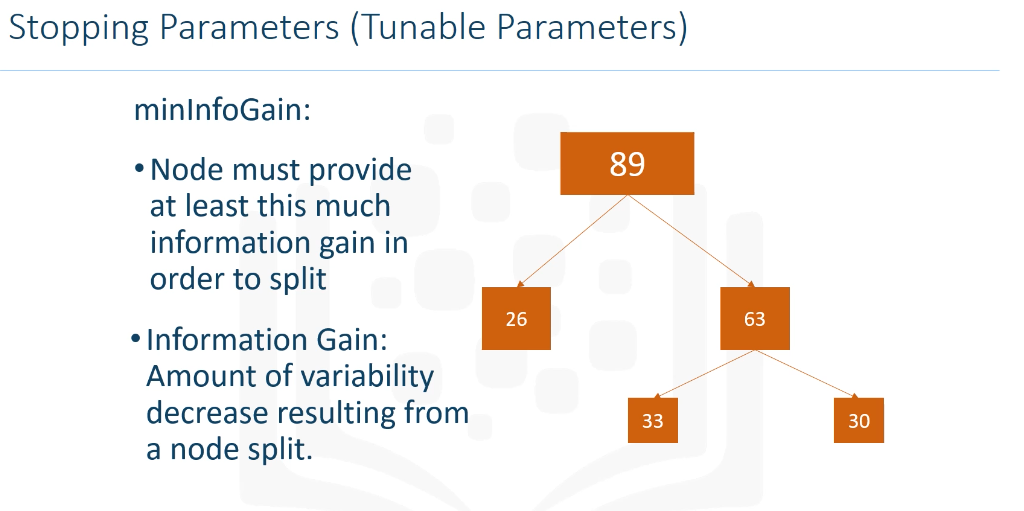 Stopping Parameters (Tunable Parameters)
minInfoGain:
•Node must provide
at least this much
information gain in
order to split
•Information Gain:
Amount of variability
decrease resulting from
a node split.
89
26
63
33
30